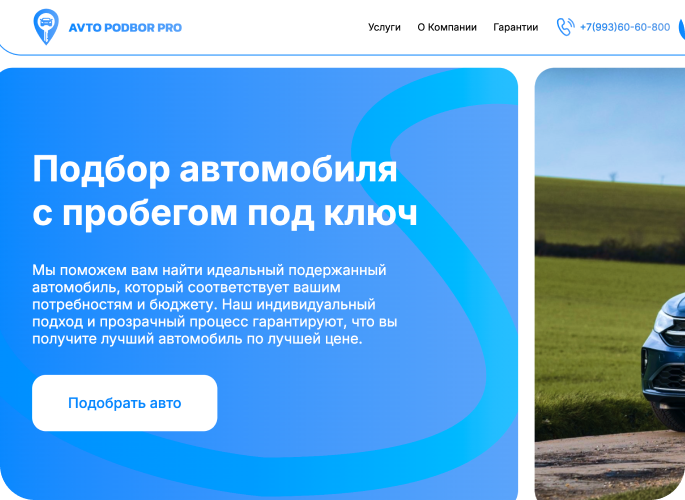 AVTO PODBOR PRO
Услуги
О Компании
Гарантии
+7(993)60-60-800
Подбор автомобиля
с пробегом под ключ
Мы поможем вам найти идеальный подержанный
автомобиль, который соответствует вашим
потребностям и бюджету. Наш индивидуальный
подход и прозрачный процесс гарантируют, что вы
получите лучший автомобиль по лучшей цене.
Подобрать авто